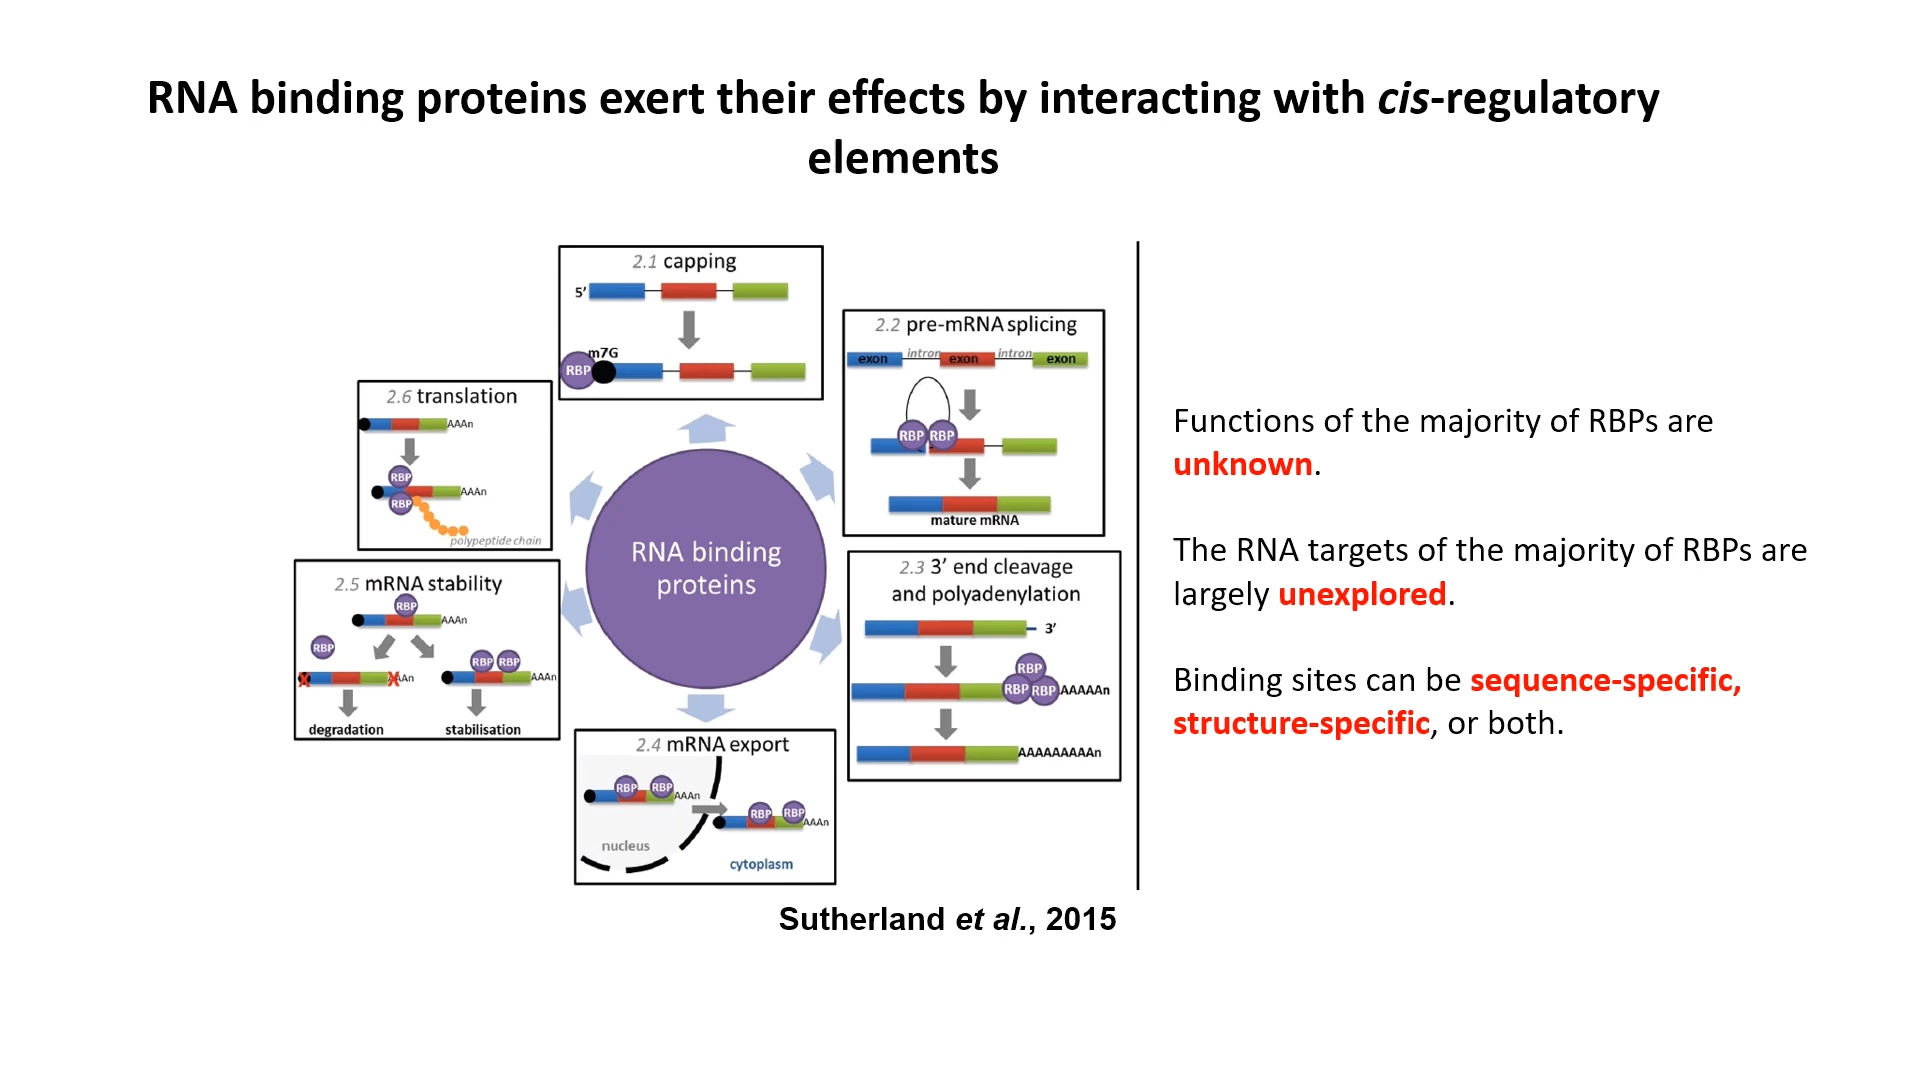 RNA binding proteins exert their effects by interacting with cis-regulatory
elements
2.1 capping
5’
m7G
RBP
2.2 pre-mRNA splicing
exon intron exon intron exon
RBP RBP
mature mRNA
2.3 3’ end cleavage
and polyadenylation
3’
RBP
RBP RBP AAAAAn
AAAAAAAAAn
2.4 mRNA export
RBP RBP
AAAn
RBP RBP
AAAn
nucleus
cytoplasm
2.5 mRNA stability
RBP
AAAn
RBP
RBP RBP
X XAAn
AAAn
degradation
stabilisation
2.6 translation
AAAn
RBP
AAAn
RBP
polypeptide chain
RNA binding
proteins
Sutherland et al., 2015
Functions of the majority of RBPs are
unknown.
The RNA targets of the majority of RBPs are
largely unexplored.
Binding sites can be sequence-specific,
structure-specific, or both.